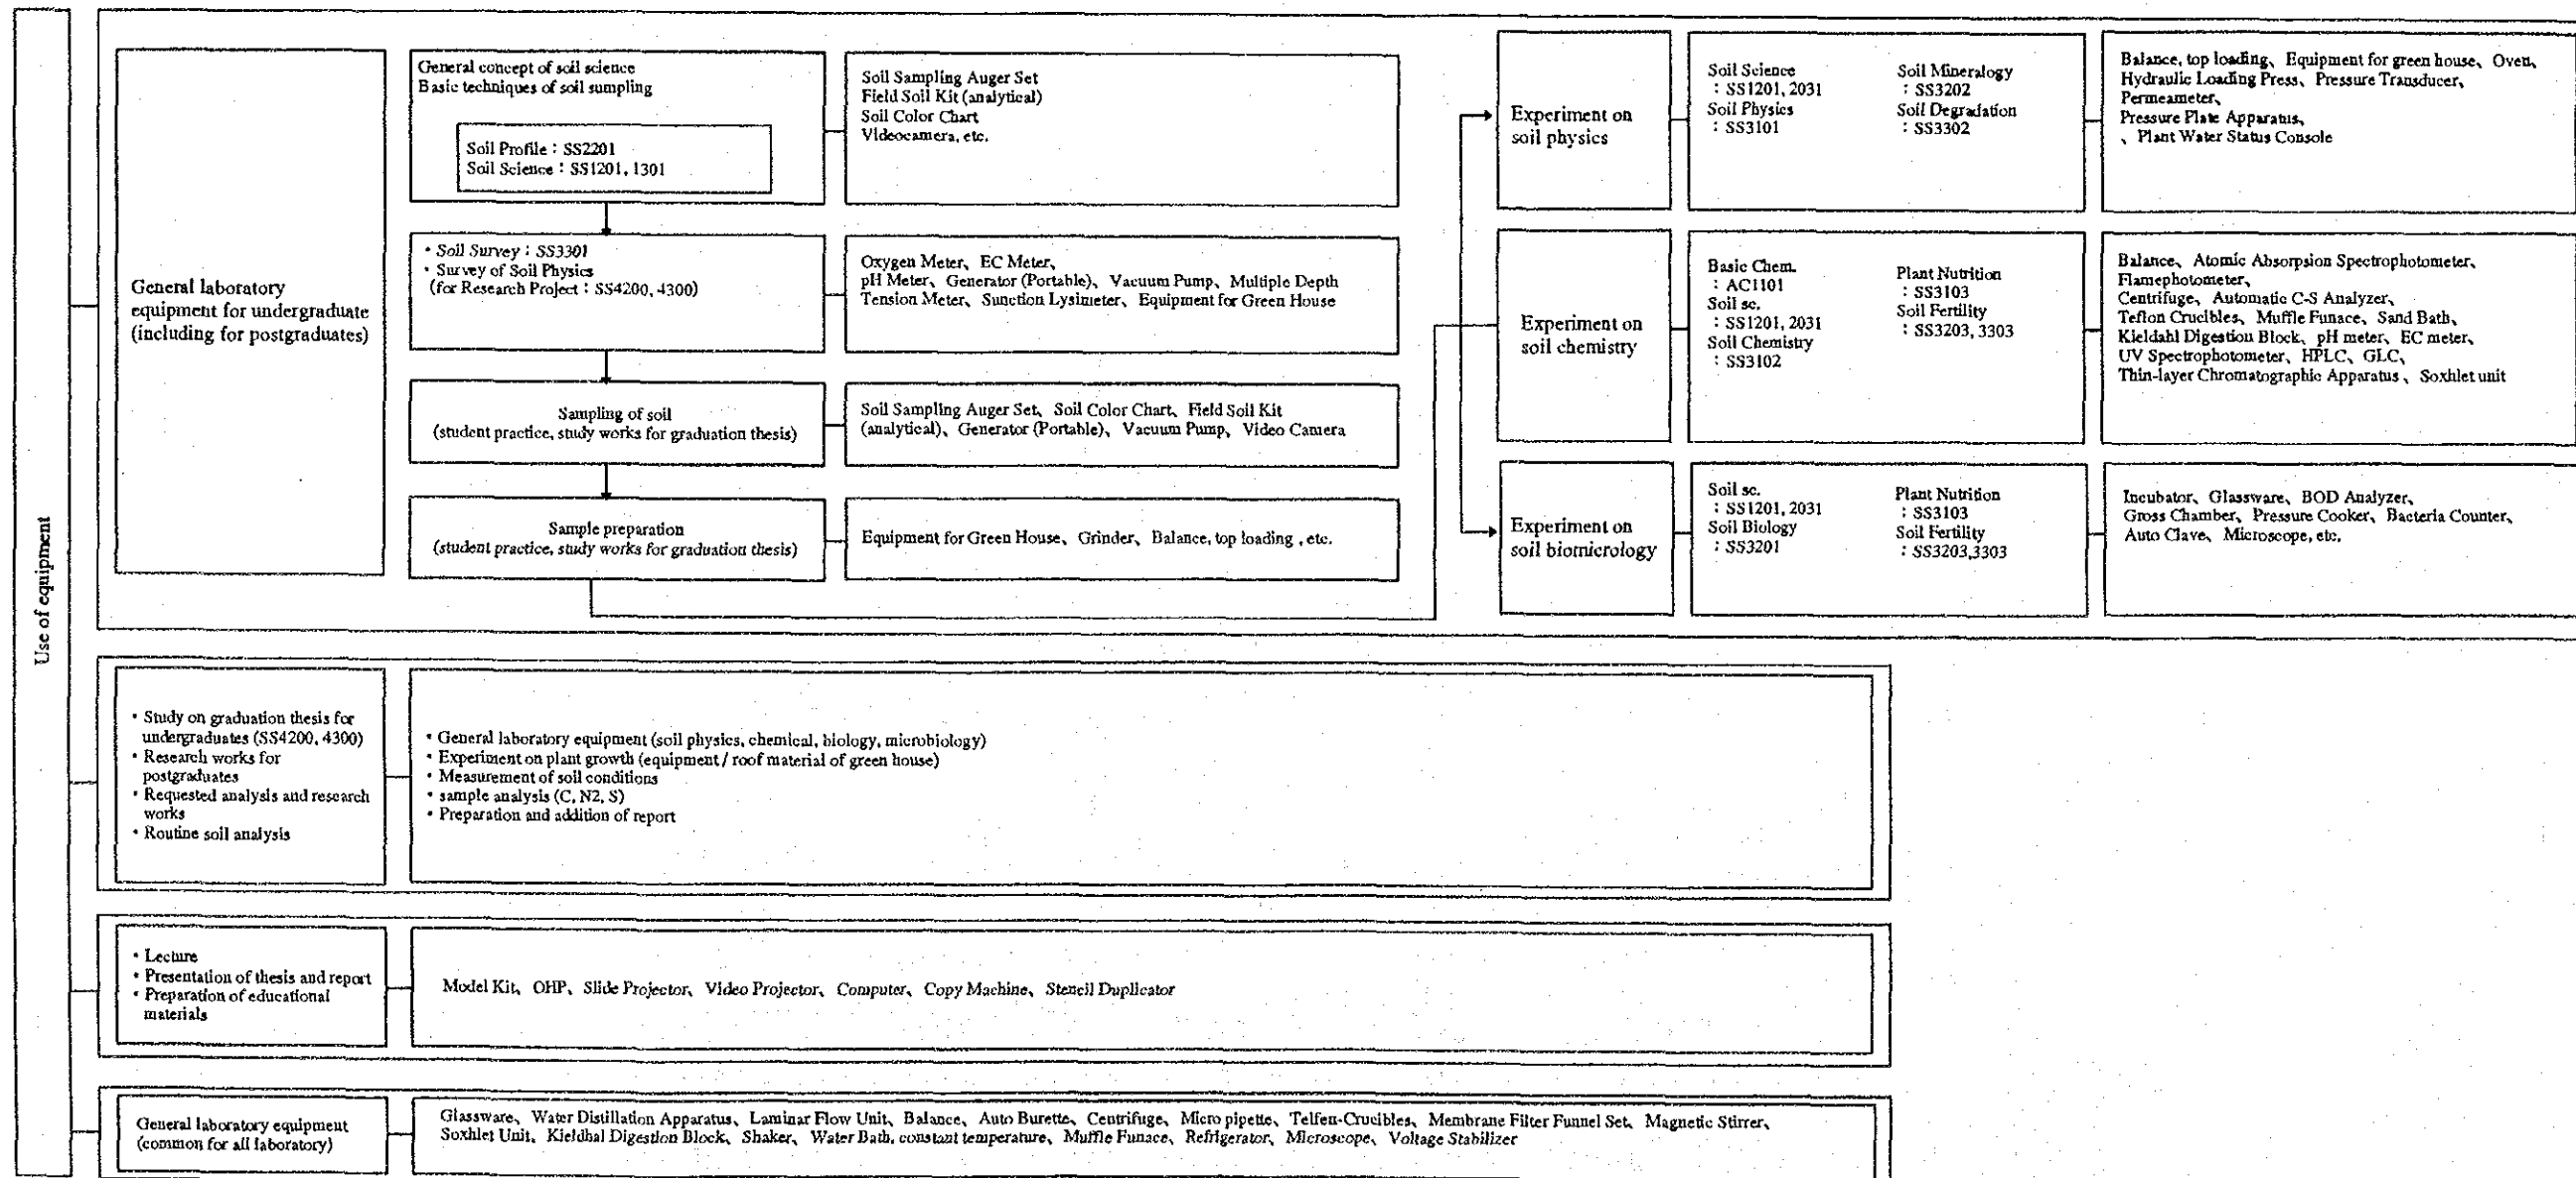 Use of equipment
General laboratory
equipment for undergraduate
(including for postgraduates)
General concept of soil science
Basic techniques of soil sumpling
Soil Profile : SS2201
Soil Science : SS1201, 1301
Soil Sampling Auger Set
Field Soil Kit (analytical)
Soil Color Chart
Videocamera, etc.
・Soil Survey : SS3301
・Survey of Soil Physics
(for Research Project : SS4200, 4300)
Oxygen Meter、EC Meter、
pH Meter、Generator (Portable)、Vacuum Pump、Multiple Depth
Tension Meter、Sunction Lysimeter、Equipment for Green House
Sampling of soil
(student practice, study works for graduation thesis)
Soil Sampling Auger Set、Soil Color Chart、Field Soil Kit
(analytical)、Generator (Portable)、Vacuum Pump、Video Camera
Sample preparation
(student practice, study works for graduation thesis)
Equipment for Green House、Grinder、Balance, top loading , etc.
Experiment on
soil physics
Soil Science
: SS1201, 2031
Soil Physics
: SS3101
Soil Mineralogy
: SS3202
Soil Degradation
: SS3302
Balance, top loading、Equipment for green house、Oven、
Hydraulic Loading Press、Pressure Transducer、
Permeameter、
Pressure Plate Apparatus、
、Plant Water Status Console
Experiment on
soil chemistry
Basic Chem.
: AC1101
Soil sc.
: SS1201, 2031
Soil Chemistry
: SS3102
Plant Nutrition
: SS3103
Soil Fertility
: SS3203, 3303
Balance、Atomic Absorpsion Spectrophotometer、
Flamephotometer、
Centrifuge、Automatic C-S Analyzer、
Teflon Crucibles、Muffle Funace、Sand Bath、
Kieldahl Digestion Block、pH meter、EC meter、
UV Spectrophotometer、HPLC、GLC、
Thin-layer Chromatographic Apparatus、Soxhlet unit
Experiment on
soil biomicrology
Soil sc.
: SS1201, 2031
Soil Biology
: SS3201
Plant Nutrition
: SS3103
Soil Fertility
: SS3203,3303
Incubator、Glassware、BOD Analyzer、
Gross Chamber、Pressure Cooker、Bacteria Counter、
Auto Clave、Microscope, etc.
・Study on graduation thesis for
undergraduates (SS4200, 4300)
・Research works for
postgraduates
・Requested analysis and research
works
・Routine soil analysis
・General laboratory equipment (soil physics, chemical, biology, microbiology)
・Experiment on plant growth (equipment / roof material of green house)
・Measurement of soil conditions
・sample analysis (C, N2, S)
・Preparation and addition of report
・Lecture
・Presentation of thesis and report
・Preparation of educational
materials
Model Kit、OHP、Slide Projector、Video Projector、Computer、Copy Machine、Stencil Duplicator
General laboratory equipment
(common for all laboratory)
Glassware、Water Distillation Apparatus、Laminar Flow Unit、Balance、Auto Burette、Centrifuge、Micro pipette、Telfen-Crucibles、Membrane Filter Funnel Set、Magnetic Stirrer、
Soxhlet Unit、Kieldhal Digestion Block、Shaker、Water Bath, constant temperature、Muffle Funace、Refrigerator、Microscope、Voltage Stabilizer